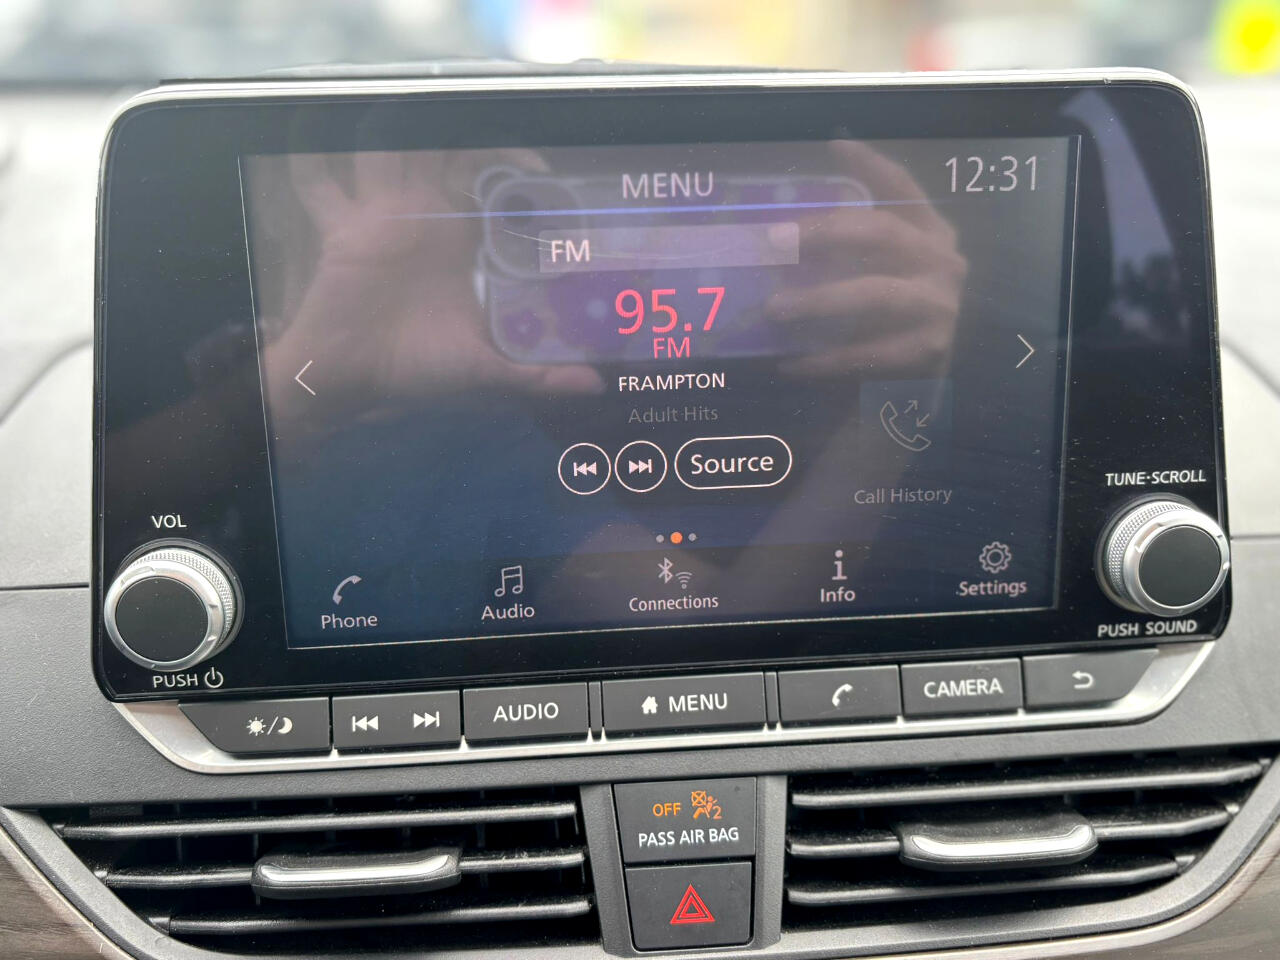 MENU
12:31
FM
95.7
FM
FRAMPTON
Adult Hits
Source
Call History
Phone
Audio
Connections
Info
Settings
VOL
PUSH
TUNE·SCROLL
PUSH SOUND
AUDIO
MENU
CAMERA
OFF 2
PASS AIR BAG